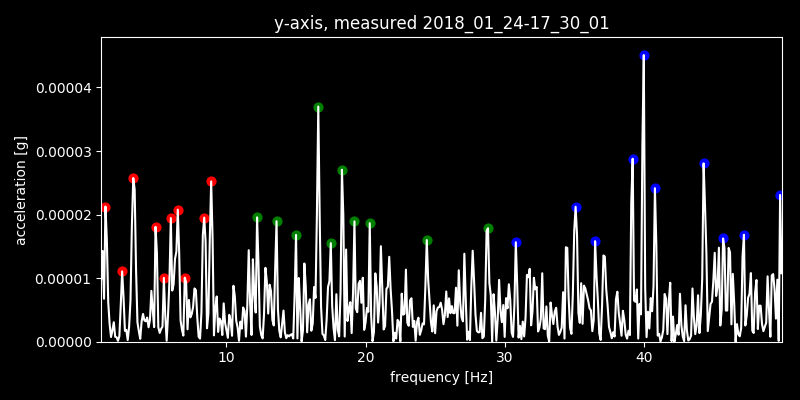 y-axis, measured 2018_01_24-17_30_01
0.00004
0.00003
0.00002
0.00001
0.00000
acceleration [g]
10 20 30 40
frequency [Hz]